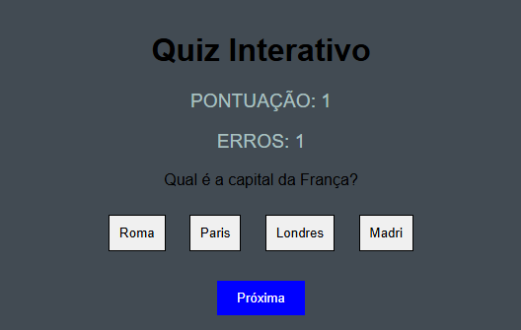 Quiz Interativo
PONTUAÇÃO: 1
ERROS: 1
Qual é a capital da França?
Roma Paris Londres Madri
Próxima